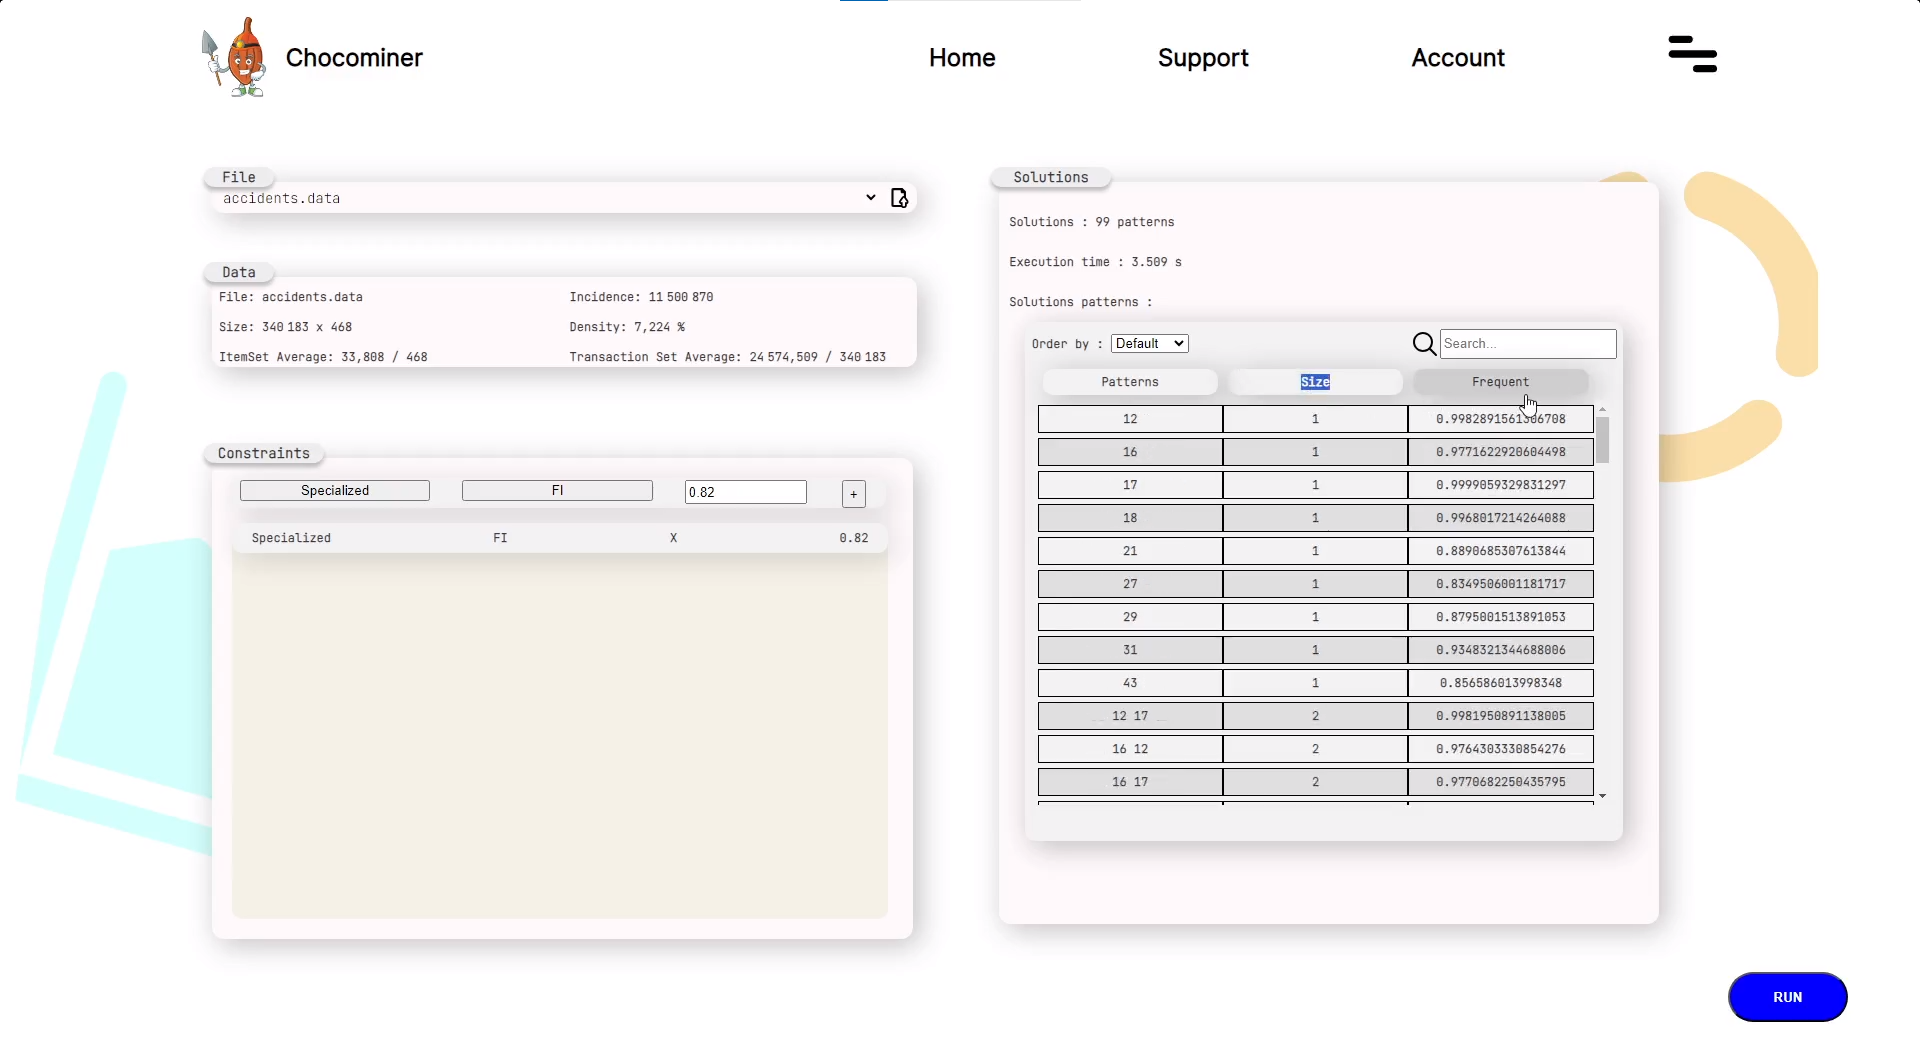 Chocominer
Home
Support
Account
File
accidents.data
Data
File: accidents.data
Incidence: 11 500 870
Size: 340 183 x 468
Density: 7,224 %
ItemSet Average: 33,808 / 468
Transaction Set Average: 24 574,509 / 340 183
Constraints
Specialized
FI
0.82
+
Specialized FI X 0.82
Solutions
Solutions : 99 patterns
Execution time : 3.509 s
Solutions patterns :
Order by : Default
Search...
Patterns Size Frequent
12 1 0.9982891561306708
16 1 0.9771622920604498
17 1 0.9999059329831297
18 1 0.9968017214264088
21 1 0.8890685307613844
27 1 0.8349506001181717
29 1 0.8795001513891053
31 1 0.9348321344688006
43 1 0.856586013998348
12 17 2 0.9981950891138005
16 12 2 0.9764303330854276
16 17 2 0.9770682250435795
RUN